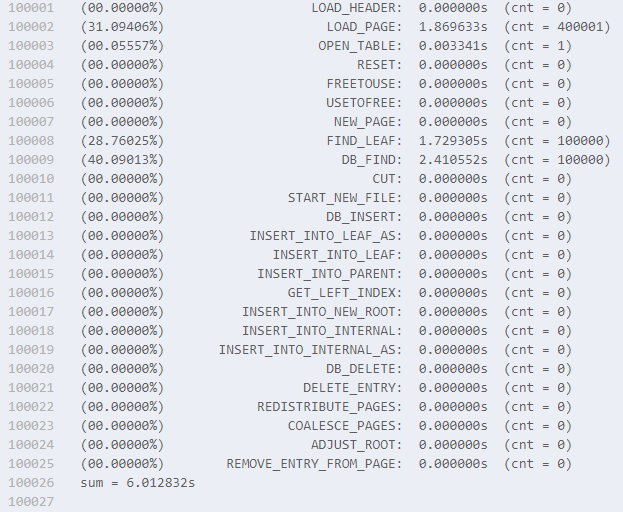 100001 (00.00000%) LOAD_HEADER: 0.000000s (cnt = 0)
100002 (31.09406%) LOAD_PAGE: 1.869633s (cnt = 400001)
100003 (00.05557%) OPEN_TABLE: 0.003341s (cnt = 1)
100004 (00.00000%) RESET: 0.000000s (cnt = 0)
100005 (00.00000%) FREETOUSE: 0.000000s (cnt = 0)
100006 (00.00000%) USETOFREE: 0.000000s (cnt = 0)
100007 (00.00000%) NEW_PAGE: 0.000000s (cnt = 0)
100008 (28.76025%) FIND_LEAF: 1.729305s (cnt = 100000)
100009 (40.09013%) DB_FIND: 2.410552s (cnt = 100000)
100010 (00.00000%) CUT: 0.000000s (cnt = 0)
100011 (00.00000%) START_NEW_FILE: 0.000000s (cnt = 0)
100012 (00.00000%) DB_INSERT: 0.000000s (cnt = 0)
100013 (00.00000%) INSERT_INTO_LEAF_AS: 0.000000s (cnt = 0)
100014 (00.00000%) INSERT_INTO_LEAF: 0.000000s (cnt = 0)
100015 (00.00000%) INSERT_INTO_PARENT: 0.000000s (cnt = 0)
100016 (00.00000%) GET_LEFT_INDEX: 0.000000s (cnt = 0)
100017 (00.00000%) INSERT_INTO_NEW_ROOT: 0.000000s (cnt = 0)
100018 (00.00000%) INSERT_INTO_INTERNAL: 0.000000s (cnt = 0)
100019 (00.00000%) INSERT_INTO_INTERNAL_AS: 0.000000s (cnt = 0)
100020 (00.00000%) DB_DELETE: 0.000000s (cnt = 0)
100021 (00.00000%) DELETE_ENTRY: 0.000000s (cnt = 0)
100022 (00.00000%) REDISTRIBUTE_PAGES: 0.000000s (cnt = 0)
100023 (00.00000%) COALESCE_PAGES: 0.000000s (cnt = 0)
100024 (00.00000%) ADJUST_ROOT: 0.000000s (cnt = 0)
100025 (00.00000%) REMOVE_ENTRY_FROM_PAGE: 0.000000s (cnt = 0)
100026 sum = 6.012832s
100027